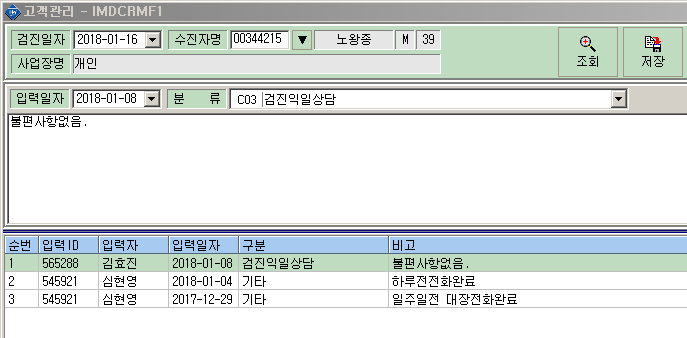 고객관리 - IMDCRMF1
검진일자 2018-01-16 수진자명 00344215 노왕종 M 39
사업장명 개인
조회 저장
입력일자 2018-01-08 분 류 C03 검진익일상담
불편사항없음.
순번 입력ID 입력자 입력일자 구분 비고
1 565288 김효진 2018-01-08 검진익일상담 불편사항없음.
2 545921 심현영 2018-01-04 기타 하루전전화완료
3 545921 심현영 2017-12-29 기타 일주일전 대장전화완료